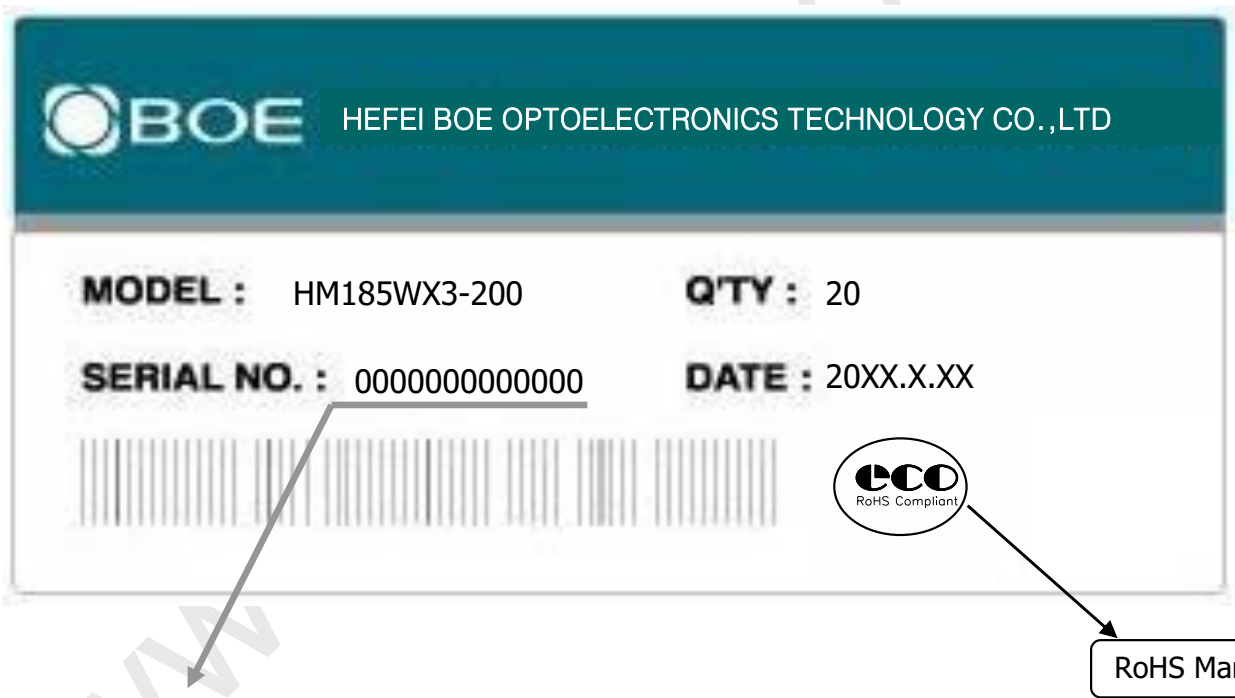 BOE HEFEI BOE OPTOELECTRONICS TECHNOLOGY CO.,LTD
MODEL : HM185WX3-200 Q'TY : 20
SERIAL NO. : 0000000000000 DATE : 20XX.X.XX
eco
RoHS Compliant
RoHS Mar